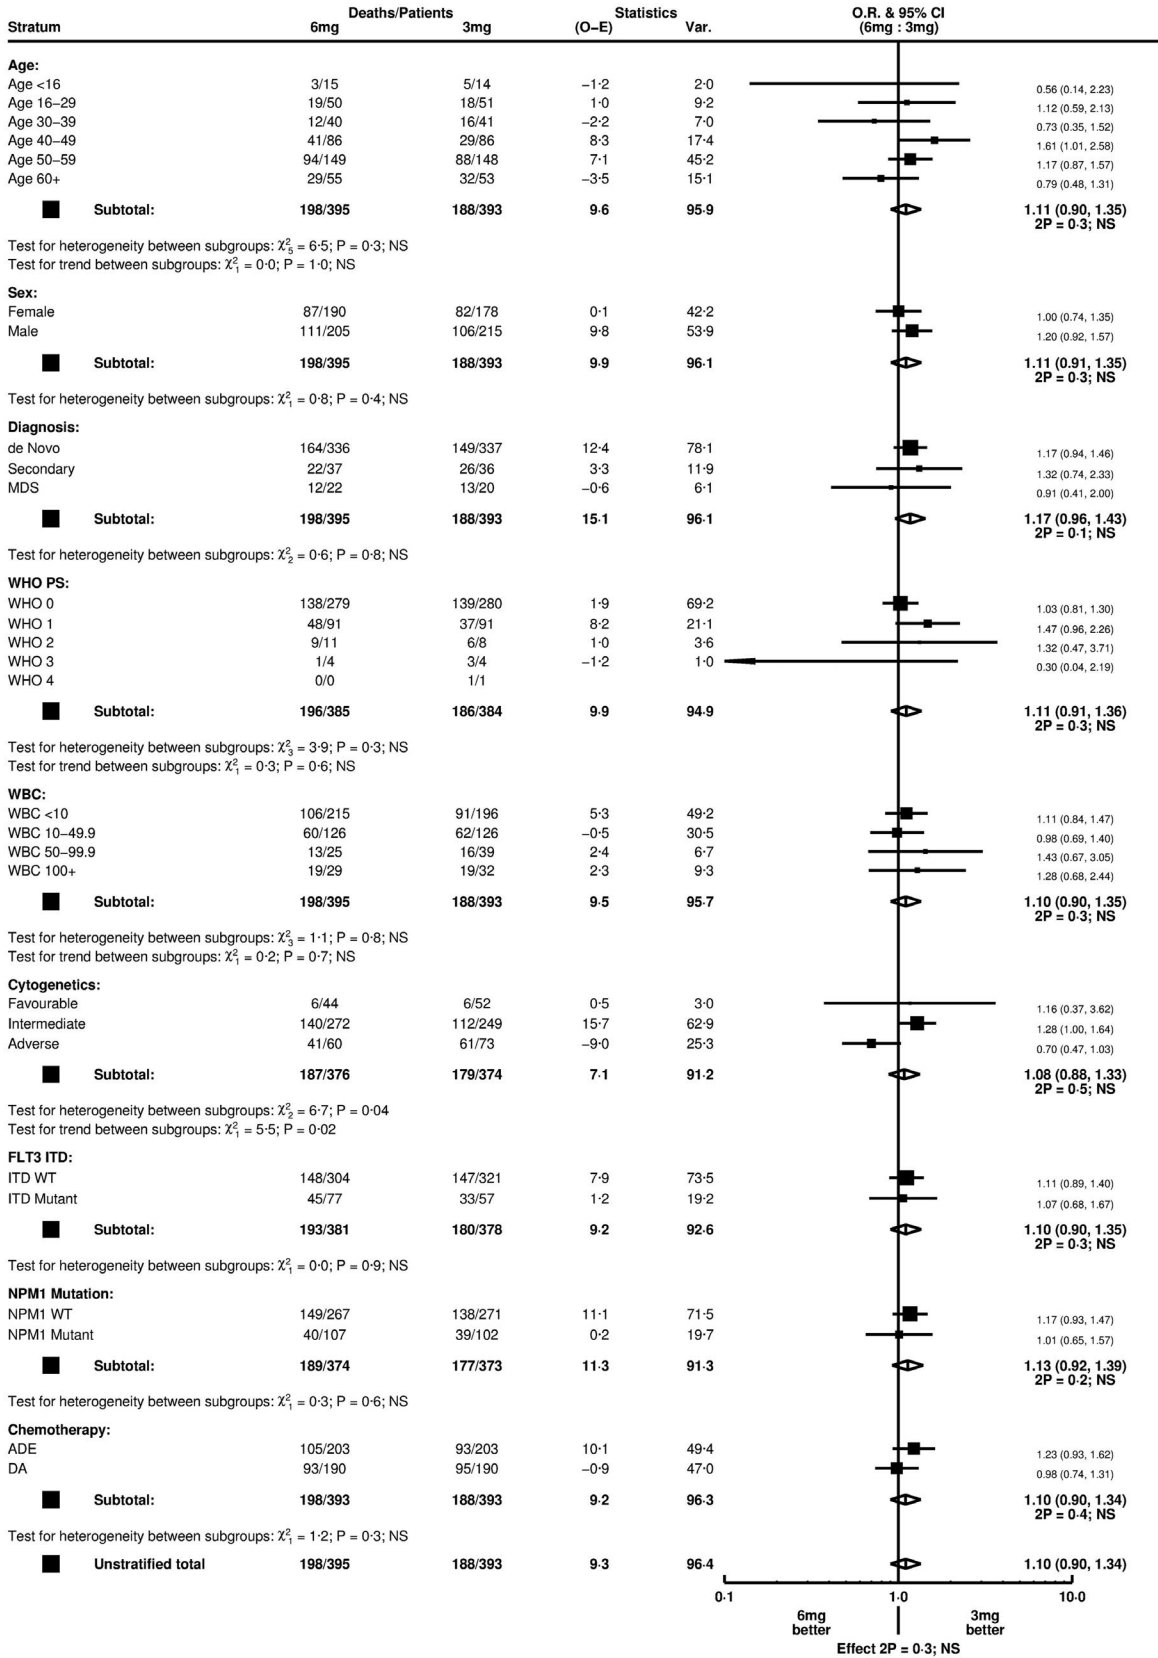 Deaths/Patients Statistics O.R. & 95% CI
Stratum 6mg 3mg (O−E) Var. (6mg : 3mg)
Age:
Age <16 3/15 5/14 −1·2 2·0 0.56 (0.14, 2.23)
Age 16−29 19/50 18/51 1·0 9·2 1.12 (0.59, 2.13)
Age 30−39 12/40 16/41 −2·2 7·0 0.73 (0.35, 1.52)
Age 40−49 41/86 29/86 8·3 17·4 1.61 (1.01, 2.58)
Age 50−59 94/149 88/148 7·1 45·2 1.17 (0.87, 1.57)
Age 60+ 29/55 32/53 −3·5 15·1 0.79 (0.48, 1.31)
Subtotal: 198/395 188/393 9·6 95·9 1.11 (0.90, 1.35)
2P = 0·3; NS
Test for heterogeneity between subgroups: χ²₅ = 6·5; P = 0·3; NS
Test for trend between subgroups: χ²₁ = 0·0; P = 1·0; NS
Sex:
Female 87/190 82/178 0·1 42·2 1.00 (0.74, 1.35)
Male 111/205 106/215 9·8 53·9 1.20 (0.92, 1.57)
Subtotal: 198/395 188/393 9·9 96·1 1.11 (0.91, 1.35)
2P = 0·3; NS
Test for heterogeneity between subgroups: χ²₁ = 0·8; P = 0·4; NS
Diagnosis:
de Novo 164/336 149/337 12·4 78·1 1.17 (0.94, 1.46)
Secondary 22/37 26/36 3·3 11·9 1.32 (0.74, 2.33)
MDS 12/22 13/20 −0·6 6·1 0.91 (0.41, 2.00)
Subtotal: 198/395 188/393 15·1 96·1 1.17 (0.96, 1.43)
2P = 0·1; NS
Test for heterogeneity between subgroups: χ²₂ = 0·6; P = 0·8; NS
WHO PS:
WHO 0 138/279 139/280 1·9 69·2 1.03 (0.81, 1.30)
WHO 1 48/91 37/91 8·2 21·1 1.47 (0.96, 2.26)
WHO 2 9/11 6/8 1·0 3·6 1.32 (0.47, 3.71)
WHO 3 1/4 3/4 −1·2 1·0 0.30 (0.04, 2.19)
WHO 4 0/0 1/1
Subtotal: 196/385 186/384 9·9 94·9 1.11 (0.91, 1.36)
2P = 0·3; NS
Test for heterogeneity between subgroups: χ²₃ = 3·9; P = 0·3; NS
Test for trend between subgroups: χ²₁ = 0·3; P = 0·6; NS
WBC:
WBC <10 106/215 91/196 5·3 49·2 1.11 (0.84, 1.47)
WBC 10−49.9 60/126 62/126 −0·5 30·5 0.98 (0.69, 1.40)
WBC 50−99.9 13/25 16/39 2·4 6·7 1.43 (0.67, 3.05)
WBC 100+ 19/29 19/32 2·3 9·3 1.28 (0.68, 2.44)
Subtotal: 198/395 188/393 9·5 95·7 1.10 (0.90, 1.35)
2P = 0·3; NS
Test for heterogeneity between subgroups: χ²₃ = 1·1; P = 0·8; NS
Test for trend between subgroups: χ²₁ = 0·2; P = 0·7; NS
Cytogenetics:
Favourable 6/44 6/52 0·5 3·0 1.16 (0.37, 3.62)
Intermediate 140/272 112/249 15·7 62·9 1.28 (1.00, 1.64)
Adverse 41/60 61/73 −9·0 25·3 0.70 (0.47, 1.03)
Subtotal: 187/376 179/374 7·1 91·2 1.08 (0.88, 1.33)
2P = 0·5; NS
Test for heterogeneity between subgroups: χ²₂ = 6·7; P = 0·04
Test for trend between subgroups: χ²₁ = 5·5; P = 0·02
FLT3 ITD:
ITD WT 148/304 147/321 7·9 73·5 1.11 (0.89, 1.40)
ITD Mutant 45/77 33/57 1·2 19·2 1.07 (0.68, 1.67)
Subtotal: 193/381 180/378 9·2 92·6 1.10 (0.90, 1.35)
2P = 0·3; NS
Test for heterogeneity between subgroups: χ²₁ = 0·0; P = 0·9; NS
NPM1 Mutation:
NPM1 WT 149/267 138/271 11·1 71·5 1.17 (0.93, 1.47)
NPM1 Mutant 40/107 39/102 0·2 19·7 1.01 (0.65, 1.57)
Subtotal: 189/374 177/373 11·3 91·3 1.13 (0.92, 1.39)
2P = 0·2; NS
Test for heterogeneity between subgroups: χ²₁ = 0·3; P = 0·6; NS
Chemotherapy:
ADE 105/203 93/203 10·1 49·4 1.23 (0.93, 1.62)
DA 93/190 95/190 −0·9 47·0 0.98 (0.74, 1.31)
Subtotal: 198/393 188/393 9·2 96·3 1.10 (0.90, 1.34)
2P = 0·4; NS
Test for heterogeneity between subgroups: χ²₁ = 1·2; P = 0·3; NS
Unstratified total 198/395 188/393 9·3 96·4 1.10 (0.90, 1.34)
0·1 1·0 10·0
6mg 3mg
better better
Effect 2P = 0·3; NS